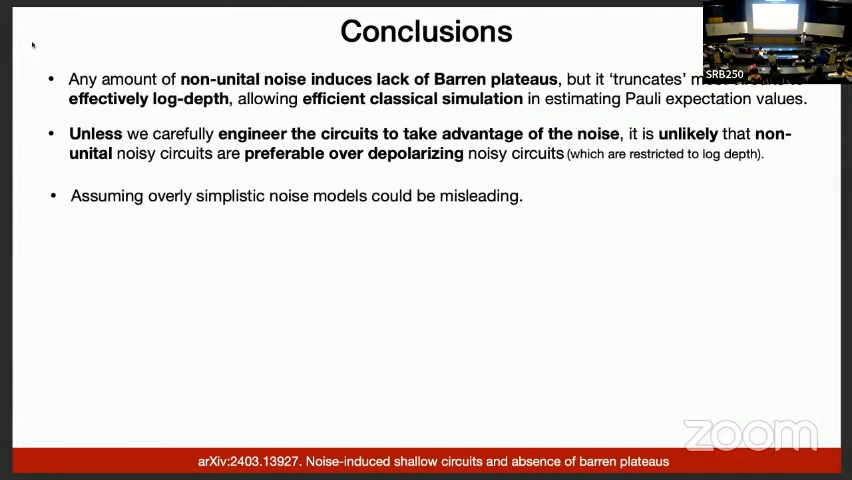 Conclusions
• Any amount of non-unital noise induces lack of Barren plateaus, but it 'truncates'
effectively log-depth, allowing efficient classical simulation in estimating Pauli expectation values.
• Unless we carefully engineer the circuits to take advantage of the noise, it is unlikely that non-
unital noisy circuits are preferable over depolarizing noisy circuits (which are restricted to log depth).
• Assuming overly simplistic noise models could be misleading.
SRB250
zoom
arXiv:2403.13927. Noise-induced shallow circuits and absence of barren plateaus